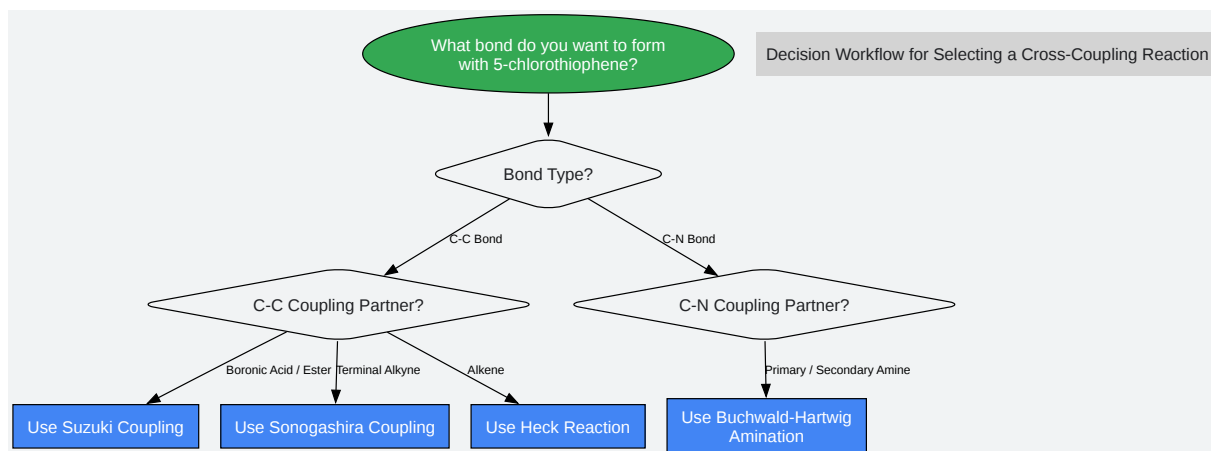 What bond do you want to form
with 5-chlorothiophene?
Decision Workflow for Selecting a Cross-Coupling Reaction
Bond Type?
C-C Bond
C-N Bond
C-C Coupling Partner?
C-N Coupling Partner?
Boronic Acid / Ester
Terminal Alkyne
Alkene
Primary / Secondary Amine
Use Suzuki Coupling
Use Sonogashira Coupling
Use Heck Reaction
Use Buchwald-Hartwig
Amination